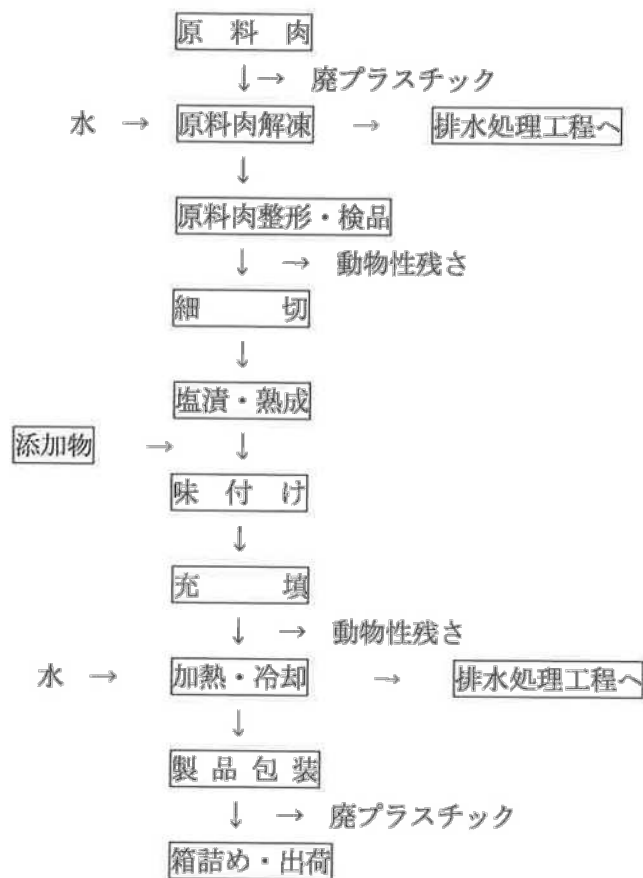 原　料　肉
↓→　廃プラスチック
水　→　原料肉解凍　→　排水処理工程へ
↓
原料肉整形・検品
↓　→　動物性残さ
細　　　切
↓
塩漬・熟成
添加物　→　↓
味　付　け
↓
充　　　填
↓　→　動物性残さ
水　→　加熱・冷却　→　排水処理工程へ
↓
製　品　包　装
↓　→　廃プラスチック
箱詰め・出荷